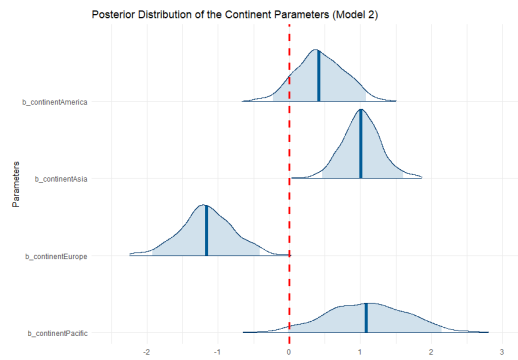 Posterior Distribution of the Continent Parameters (Model 2)
b_continentAmerica
b_continentAsia
b_continentEurope
b_continentPacific
Parameters
-2 -1 0 1 2 3